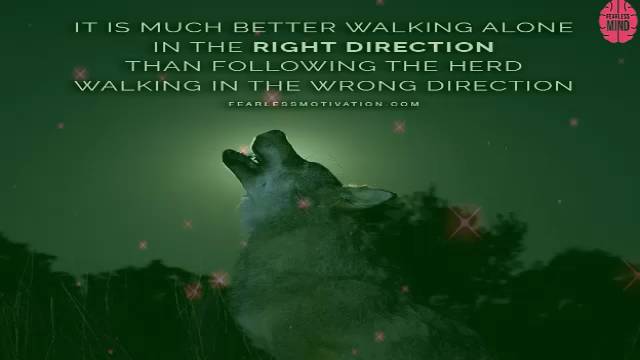 IT IS MUCH BETTER WALKING ALONE
IN THE RIGHT DIRECTION
THAN FOLLOWING THE HERD
WALKING IN THE WRONG DIRECTION
FEARLESSMOTIVATION.COM
FEARLESS
MIND